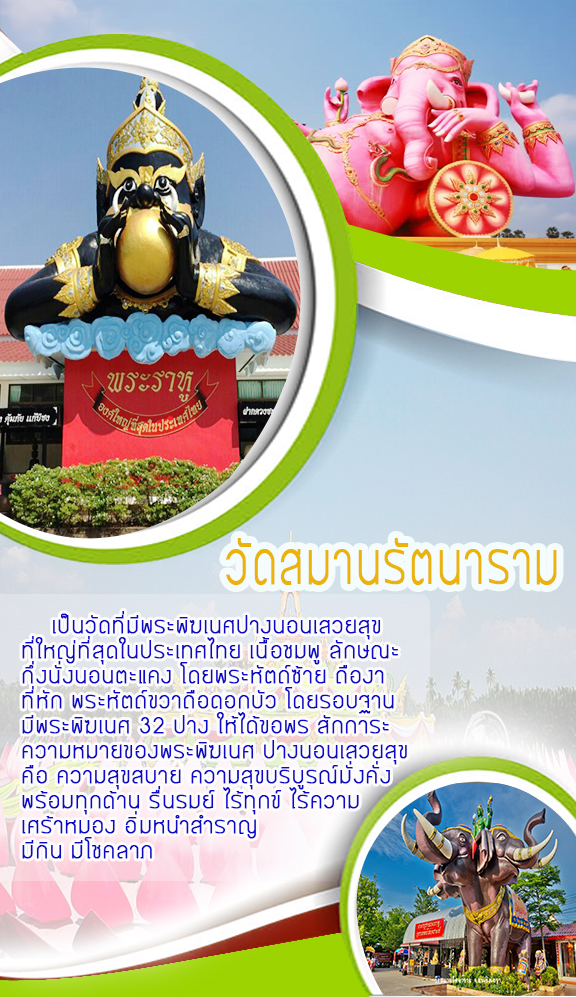 พระราหู
องค์ใหญ่ที่สุดในประเทศไทย
คุ้มภัย แก้ปีชง
วัดสมานรัตนาราม
เป็นวัดที่มีพระพิฆเนศปางนอนเสวยสุข
ที่ใหญ่ที่สุดในประเทศไทย เนื้อชมพู ลักษณะ
กึ่งนั่งนอนตะแคง โดยพระหัตถ์ซ้าย ถืองา
ที่หัก พระหัตถ์ขวาถือดอกบัว โดยรอบฐาน
มีพระพิฆเนศ 32 ปาง ให้ได้ขอพร สักการะ
ความหมายของพระพิฆเนศ ปางนอนเสวยสุข
คือ ความสุขสบาย ความสุขบริบูรณ์มั่งคั่ง
พร้อมทุกด้าน รื่นรมย์ ไร้ทุกข์ ไร้ความ
เศร้าหมอง อิ่มหนำสำราญ
มีกิน มีโชคลาภ